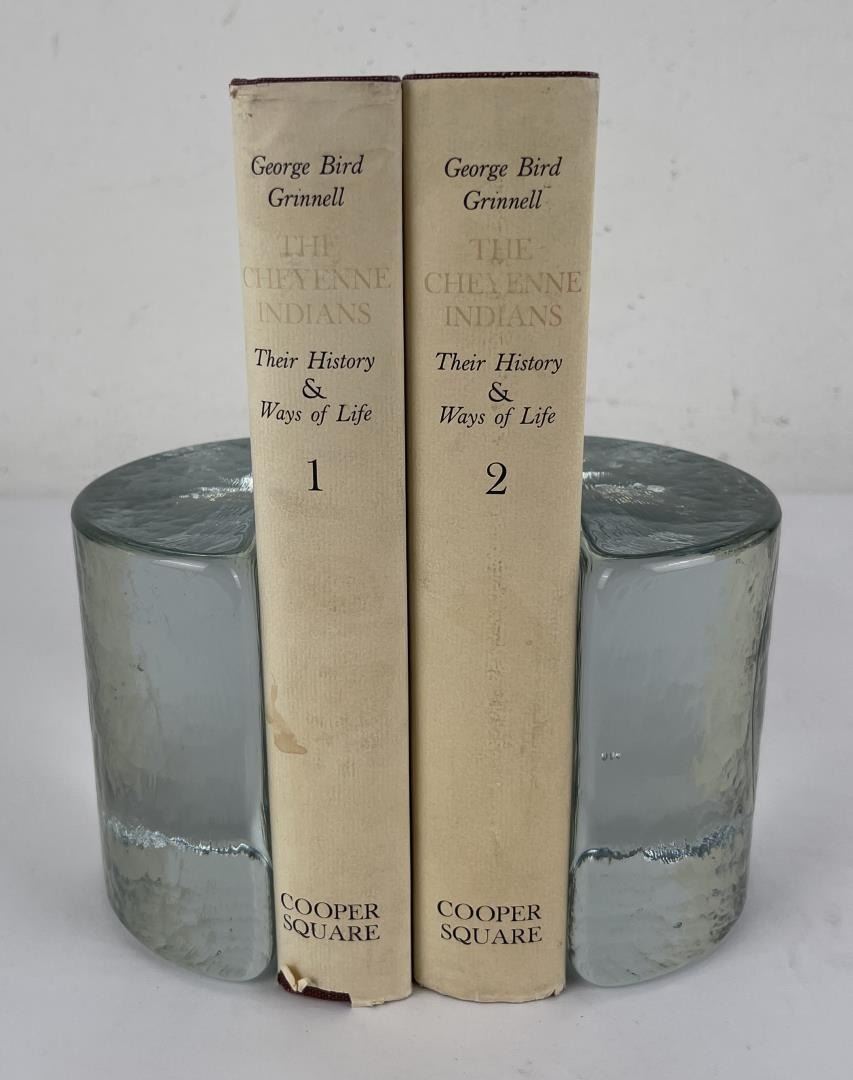 George Bird
Grinnell
THE
CHEYENNE
INDIANS
Their History
&
Ways of Life
1
COOPER
SQUARE
George Bird
Grinnell
THE
CHEYENNE
INDIANS
Their History
&
Ways of Life
2
COOPER
SQUARE